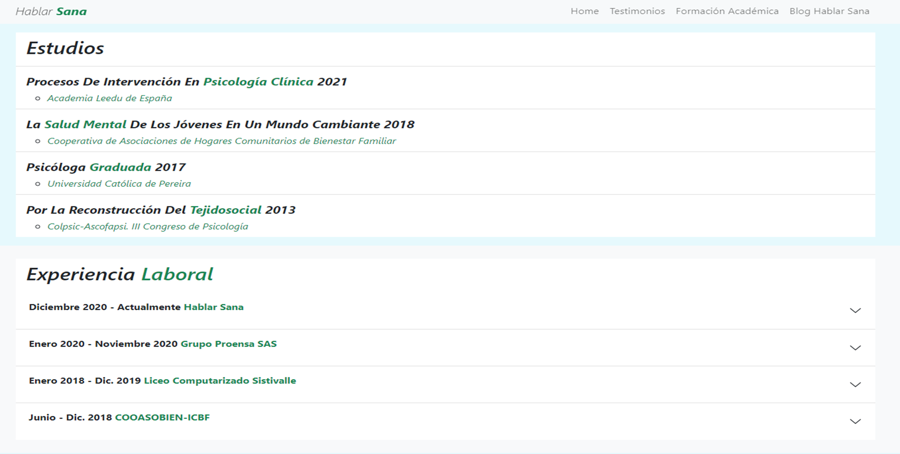 Hablar Sana
Home Testimonios Formación Académica Blog Hablar Sana
Estudios
Procesos De Intervención En Psicología Clínica 2021
Academia Leedu de España
La Salud Mental De Los Jóvenes En Un Mundo Cambiante 2018
Cooperativa de Asociaciones de Hogares Comunitarios de Bienestar Familiar
Psicóloga Graduada 2017
Universidad Católica de Pereira
Por La Reconstrucción Del Tejidosocial 2013
Colpsic-Ascofapsi. III Congreso de Psicología
Experiencia Laboral
Diciembre 2020 - Actualmente Hablar Sana
Enero 2020 - Noviembre 2020 Grupo Proensa SAS
Enero 2018 - Dic. 2019 Liceo Computarizado Sistivalle
Junio - Dic. 2018 COOASOBIEN-ICBF